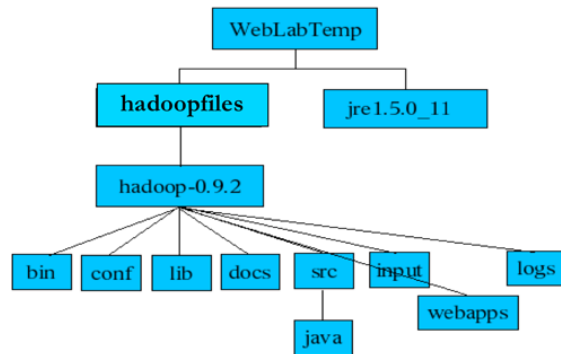 WebLabTemp
hadoopfiles
jre1.5.0_11
hadoop-0.9.2
bin
conf
lib
docs
src
input
logs
webapps
java